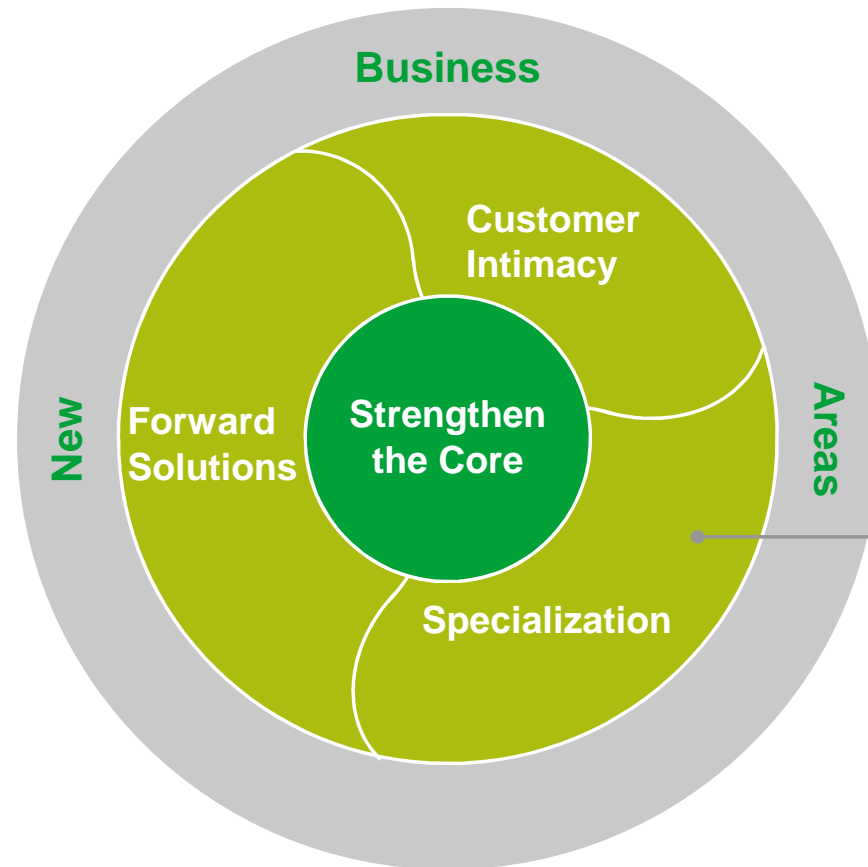 Business
Customer
Intimacy
New
Forward
Solutions
Strengthen
the Core
Areas
Specialization